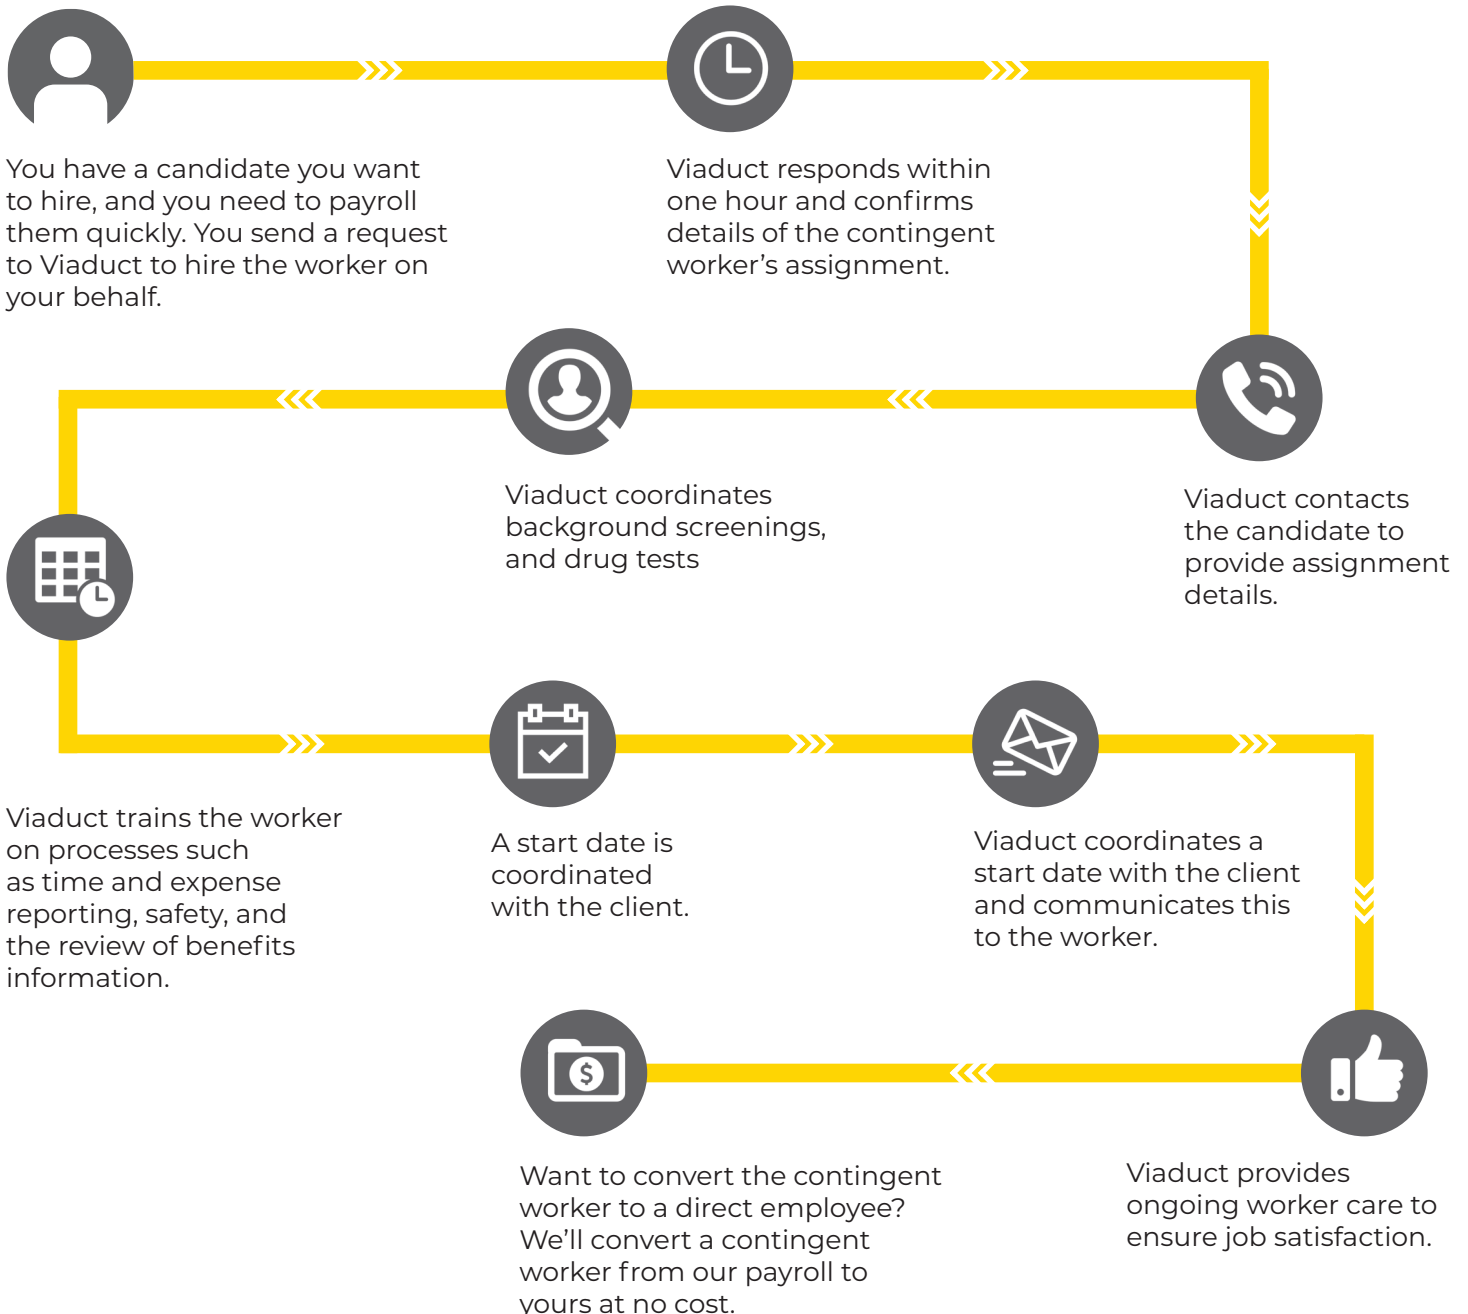 You have a candidate you want
to hire, and you need to payroll
them quickly. You send a request
to Viaduct to hire the worker on
your behalf.
Viaduct responds within
one hour and confirms
details of the contingent
worker’s assignment.
Viaduct contacts
the candidate to
provide assignment
details.
Viaduct coordinates
background screenings,
and drug tests
Viaduct trains the worker
on processes such
as time and expense
reporting, safety, and
the review of benefits
information.
A start date is
coordinated
with the client.
Viaduct coordinates a
start date with the client
and communicates this
to the worker.
Viaduct provides
ongoing worker care to
ensure job satisfaction.
Want to convert the contingent
worker to a direct employee?
We’ll convert a contingent
worker from our payroll to
yours at no cost.
$